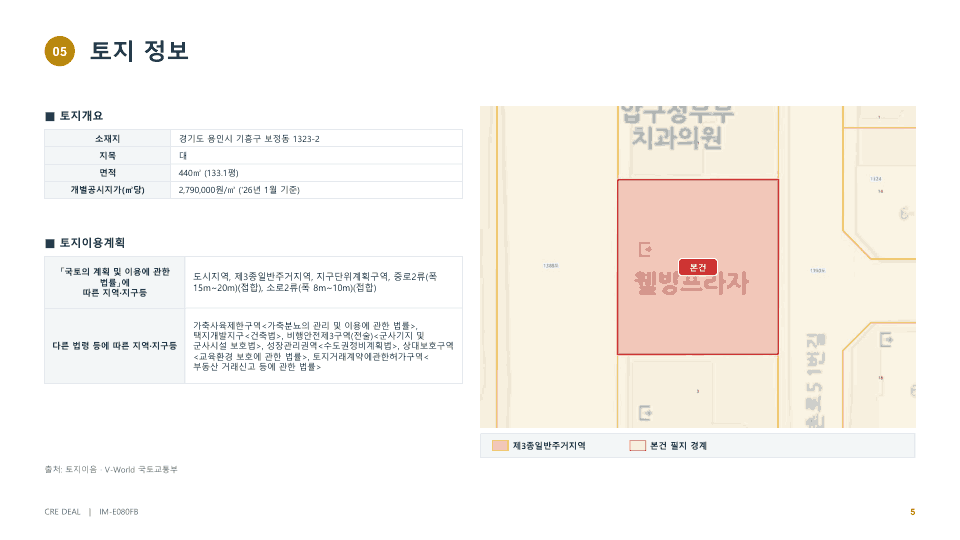 05 토지 정보
■ 토지개요
소재지 경기도 용인시 기흥구 보정동 1323-2
지목 대
면적 440㎡ (133.1평)
개별공시지가(㎡당) 2,790,000원/㎡ ('26년 1월 기준)
■ 토지이용계획
「국토의 계획 및 이용에 관한
법률」에
따른 지역·지구등
도시지역, 제3종일반주거지역, 지구단위계획구역, 중로2류(폭
15m~20m)(접합), 소로2류(폭 8m~10m)(접합)
다른 법령 등에 따른 지역·지구등
가축사육제한구역<가축분뇨의 관리 및 이용에 관한 법률>,
택지개발지구<건축법>, 비행안전제3구역(전술)<군사기지 및
군사시설 보호법>, 성장관리권역<수도권정비계획법>, 상대보호구역
<교육환경 보호에 관한 법률>, 토지거래계약에관한허가구역<
부동산 거래신고 등에 관한 법률>
압구정부부
치과의원
1324
본건
웰빙프라자
제3종일반주거지역
본건 필지 경계
출처: 토지이음 · V-World 국토교통부
CRE DEAL | IM-E080FB
5